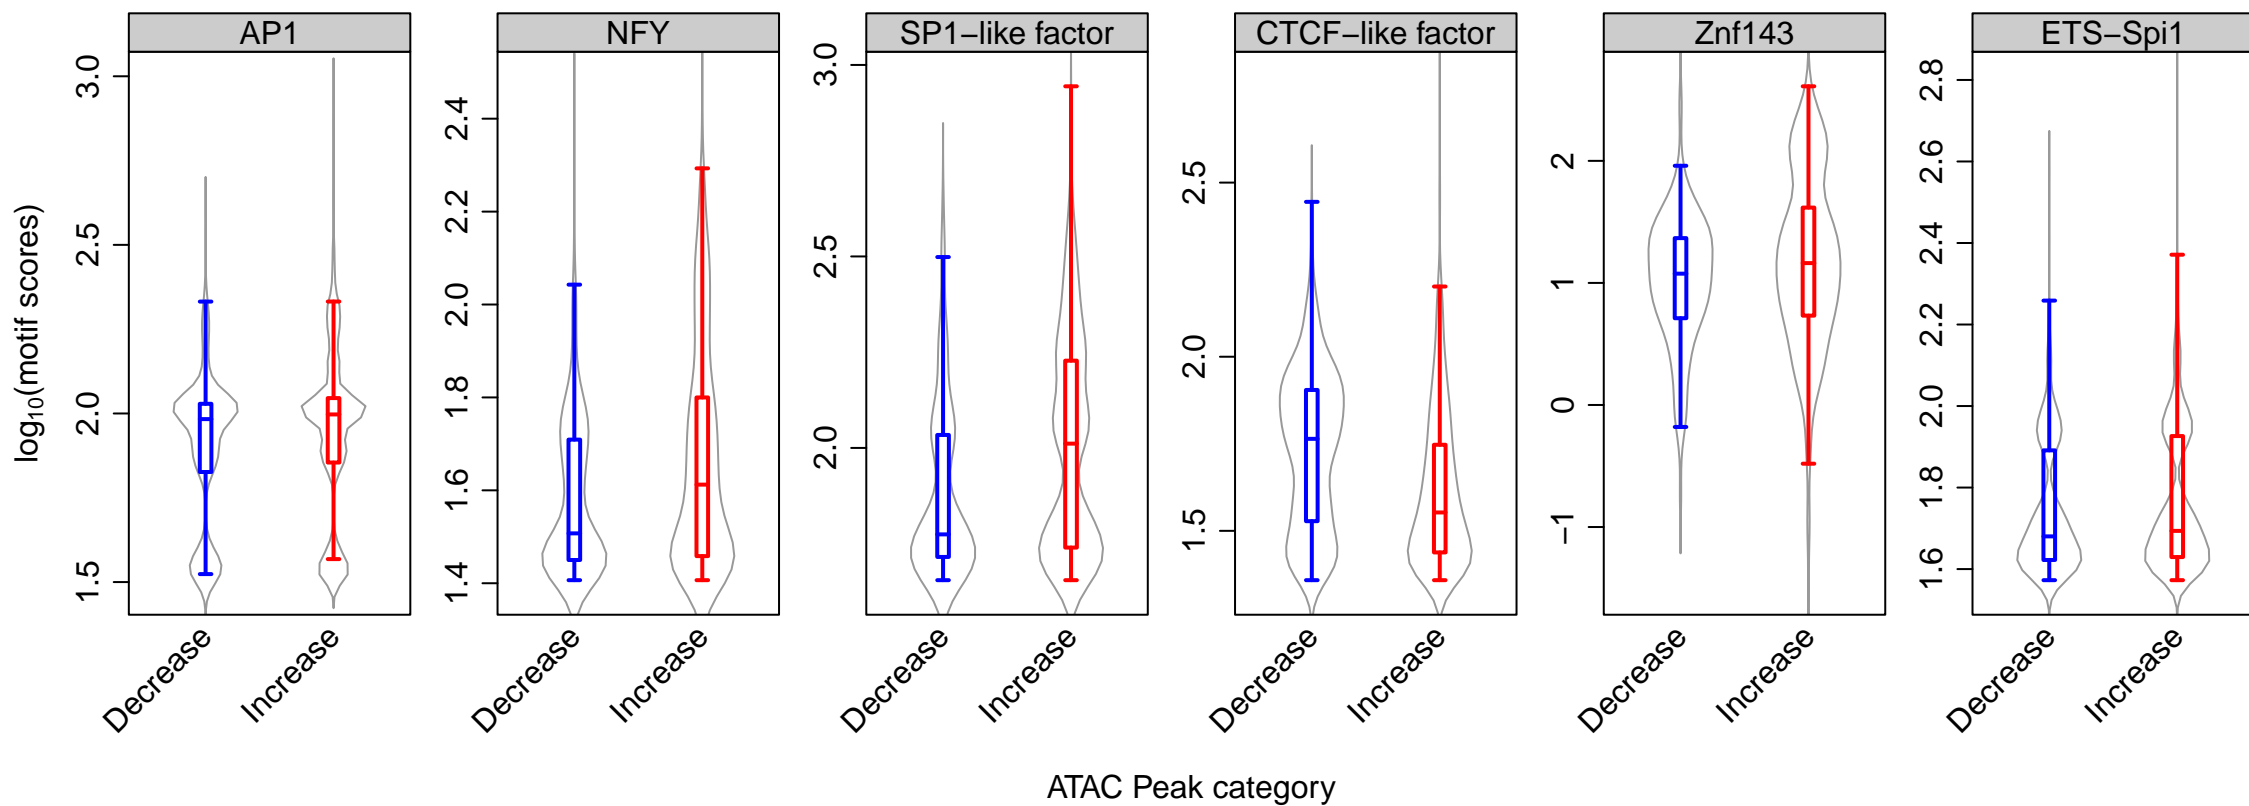 AP1
NFY
SP1−like factor
CTCF−like factor
Znf143
ETS−Spi1
log10(motif scores)
3.0
2.5
2.0
1.5
2.4
2.2
2.0
1.8
1.6
1.4
3.0
2.5
2.0
2.5
2.0
1.5
2
1
0
−1
2.8
2.6
2.4
2.2
2.0
1.8
1.6
Decrease
Increase
Decrease
Increase
Decrease
Increase
Decrease
Increase
Decrease
Increase
Decrease
Increase
ATAC Peak category